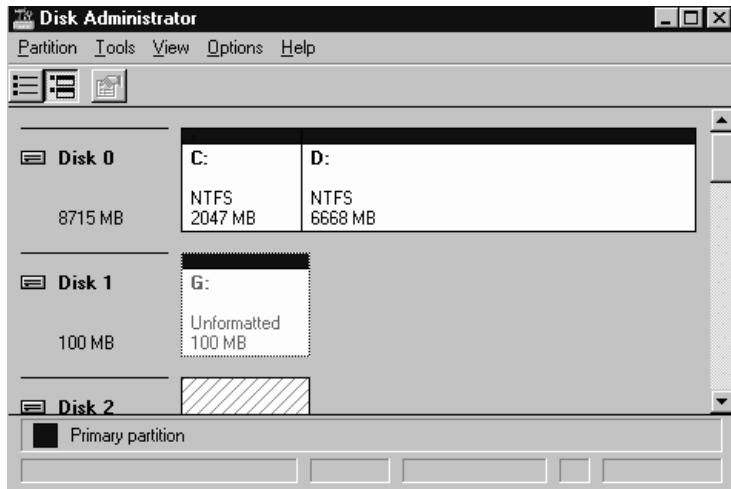 Disk Administrator
Partition Tools View Options Help
Disk 0
8715 MB
C:
NTFS
2047 MB
D:
NTFS
6668 MB
Disk 1
100 MB
G:
Unformatted
100 MB
Disk 2
Primary partition